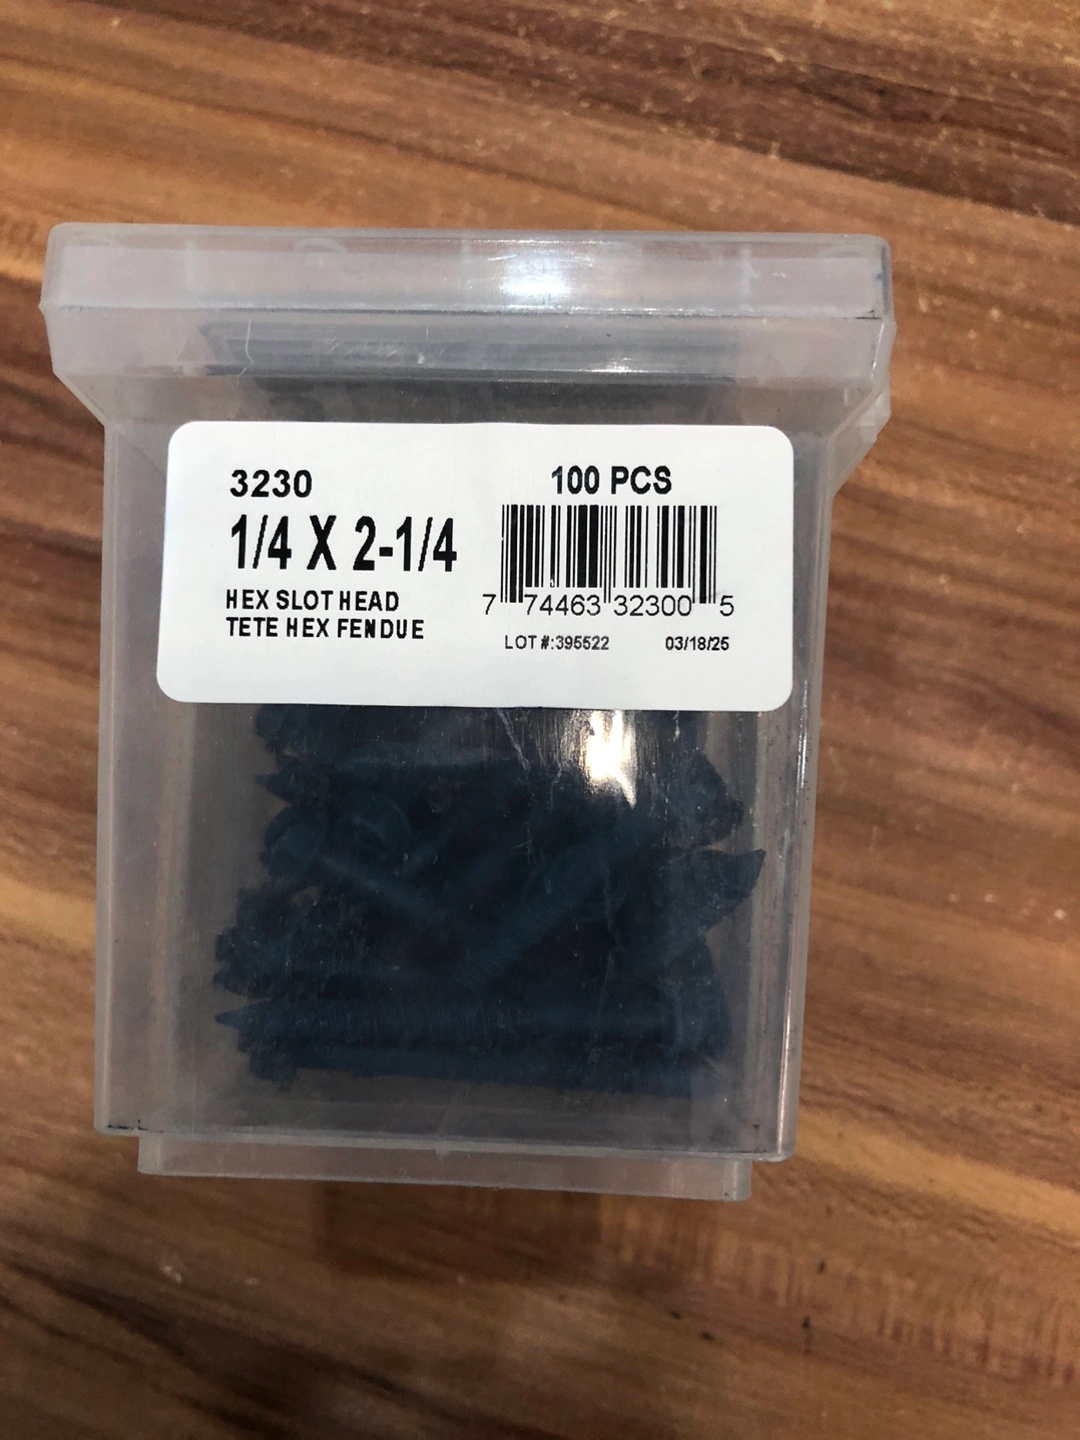 3230
100 PCS
1/4 X 2-1/4
HEX SLOT HEAD
TETE HEX FENDUE
7 74463 32300 5
LOT #:395522 03/18/25